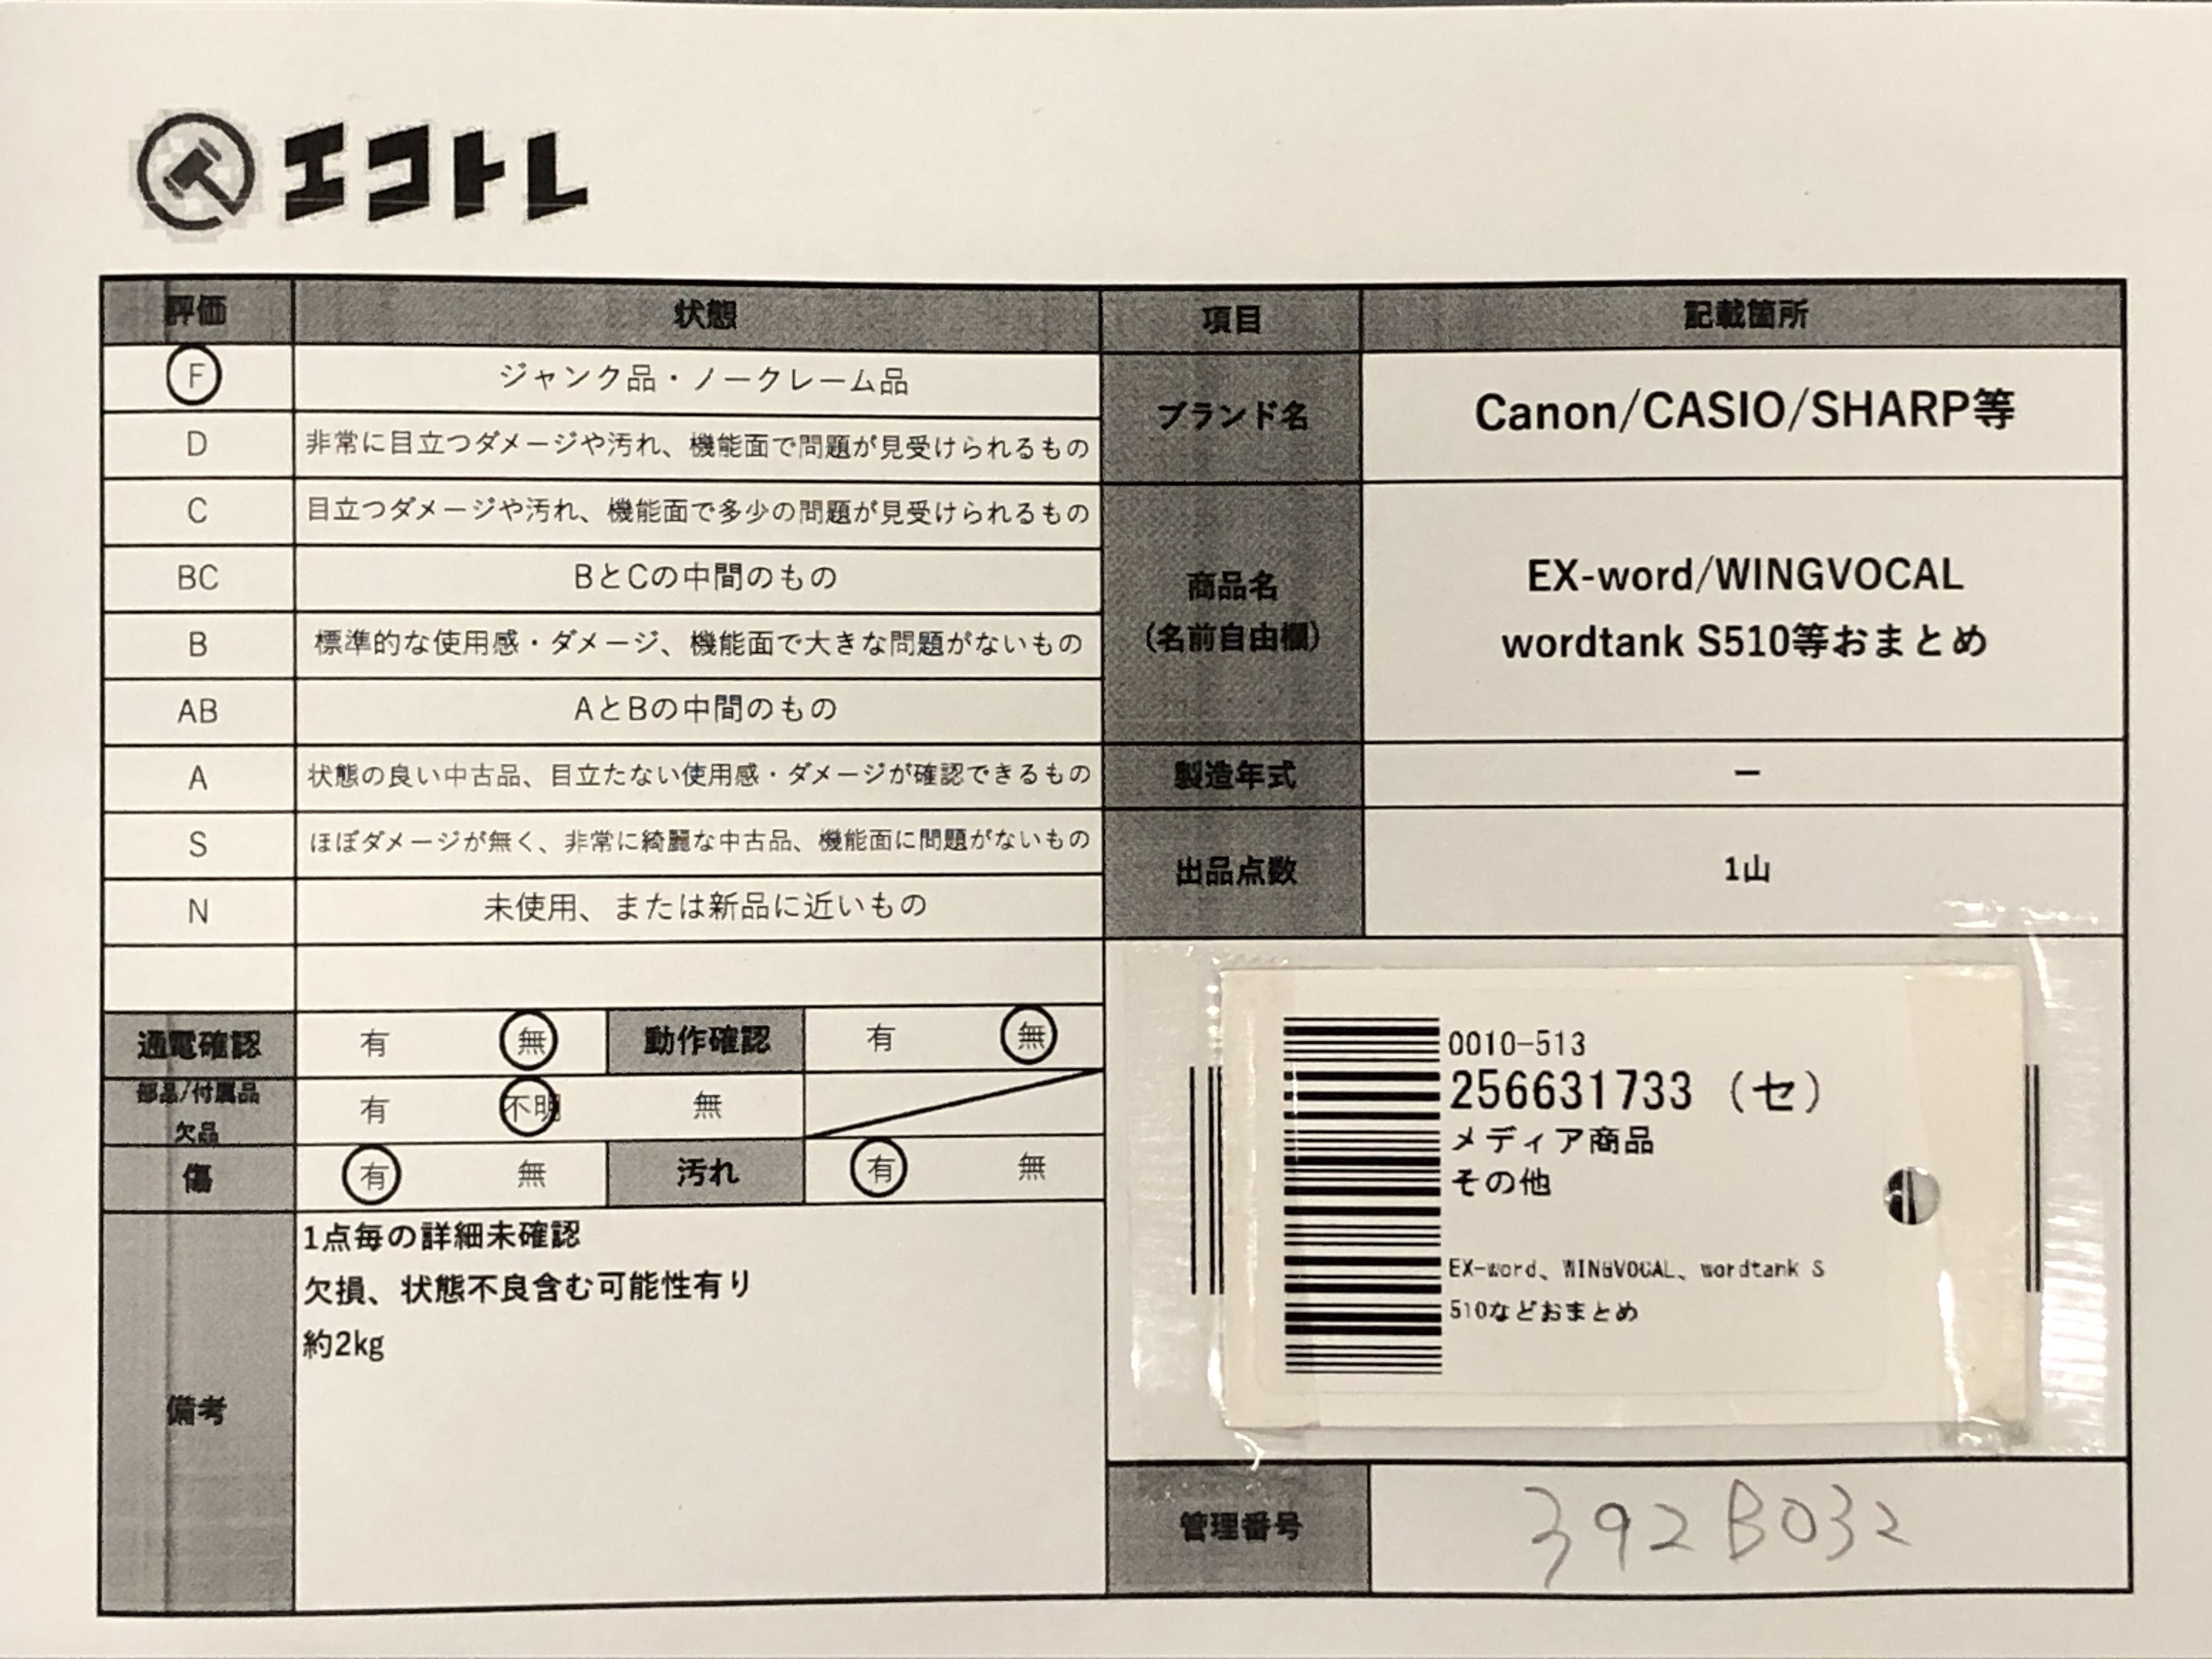 エコトレ
評価 状態 項目 記載箇所
F ジャンク品・ノークレーム品
D 非常に目立つダメージや汚れ、機能面で問題が見受けられるもの
C 目立つダメージや汚れ、機能面で多少の問題が見受けられるもの
BC BとCの中間のもの
B 標準的な使用感・ダメージ、機能面で大きな問題がないもの
AB AとBの中間のもの
A 状態の良い中古品、目立たない使用感・ダメージが確認できるもの
S ほぼダメージが無く、非常に綺麗な中古品、機能面に問題がないもの
N 未使用、または新品に近いもの
通電確認 有 無 動作確認 有 無
部品/付属品
欠品
有 不明 無
傷 有 無 汚れ 有 無
備考
1点毎の詳細未確認
欠損、状態不良含む可能性有り
約2kg
ブランド名 Canon/CASIO/SHARP等
商品名
(名前自由欄)
EX-word/WINGVOCAL
wordtank S510等おまとめ
製造年式 ー
出品点数 1山
0010-513
256631733 (セ)
メディア商品
その他
EX-word、WINGVOCAL、wordtank S
510などおまとめ
管理番号 392B032